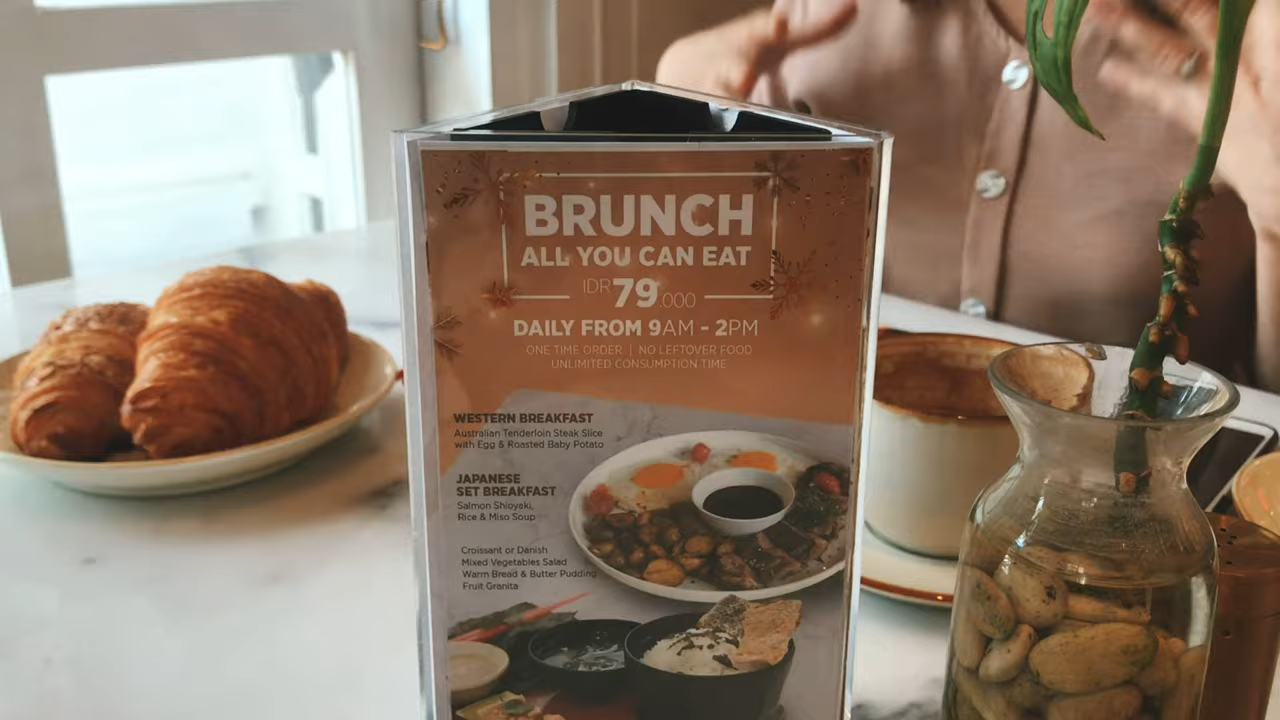 BRUNCH
ALL YOU CAN EAT
IDR 79.000
DAILY FROM 9AM - 2PM
ONE TIME ORDER | NO LEFTOVER FOOD
UNLIMITED CONSUMPTION TIME
WESTERN BREAKFAST
Australian Tenderloin Steak Slice
with Egg & Roasted Baby Potato
JAPANESE
SET BREAKFAST
Salmon Shioyaki,
Rice & Miso Soup
Croissant or Danish
Mixed Vegetables Salad
Warm Bread & Butter Pudding
Fruit Granita